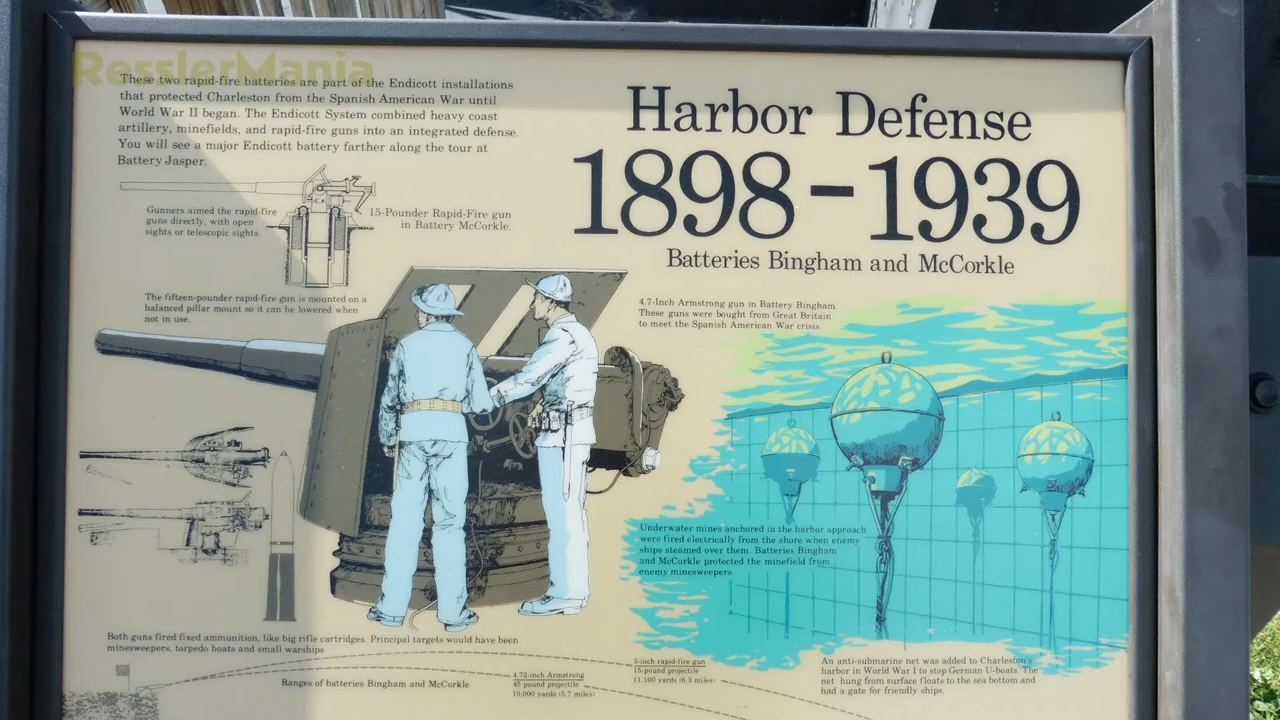 ResslerMania
These two rapid-fire batteries are part of the Endicott installations
that protected Charleston from the Spanish American War until
World War II began. The Endicott System combined heavy coast
artillery, minefields, and rapid-fire guns into an integrated defense.
You will see a major Endicott battery farther along the tour at
Battery Jasper.
Harbor Defense
1898-1939
Batteries Bingham and McCorkle
Gunners aimed the rapid-fire
guns directly, with open
sights or telescopic sights.
15-Pounder Rapid-Fire gun
in Battery McCorkle.
The fifteen-pounder rapid-fire gun is mounted on a
balanced pillar mount so it can be lowered when
not in use.
4.7-Inch Armstrong gun in Battery Bingham.
These guns were bought from Great Britain
to meet the Spanish American War crisis.
Underwater mines anchored in the harbor approach
were fired electrically from the shore when enemy
ships steamed over them. Batteries Bingham
and McCorkle protected the minefield from
enemy minesweepers.
Both guns fired fixed ammunition, like big rifle cartridges. Principal targets would have been
minesweepers, torpedo boats and small warships.
Ranges of batteries Bingham and McCorkle
4.72-inch Armstrong
45 pound projectile
10,000 yards (5.7 miles)
3-inch rapid-fire gun
15-pound projectile
11,100 yards (6.3 miles)
An anti-submarine net was added to Charleston's
harbor in World War I to stop German U-boats. The
net hung from surface floats to the sea bottom and
had a gate for friendly ships.